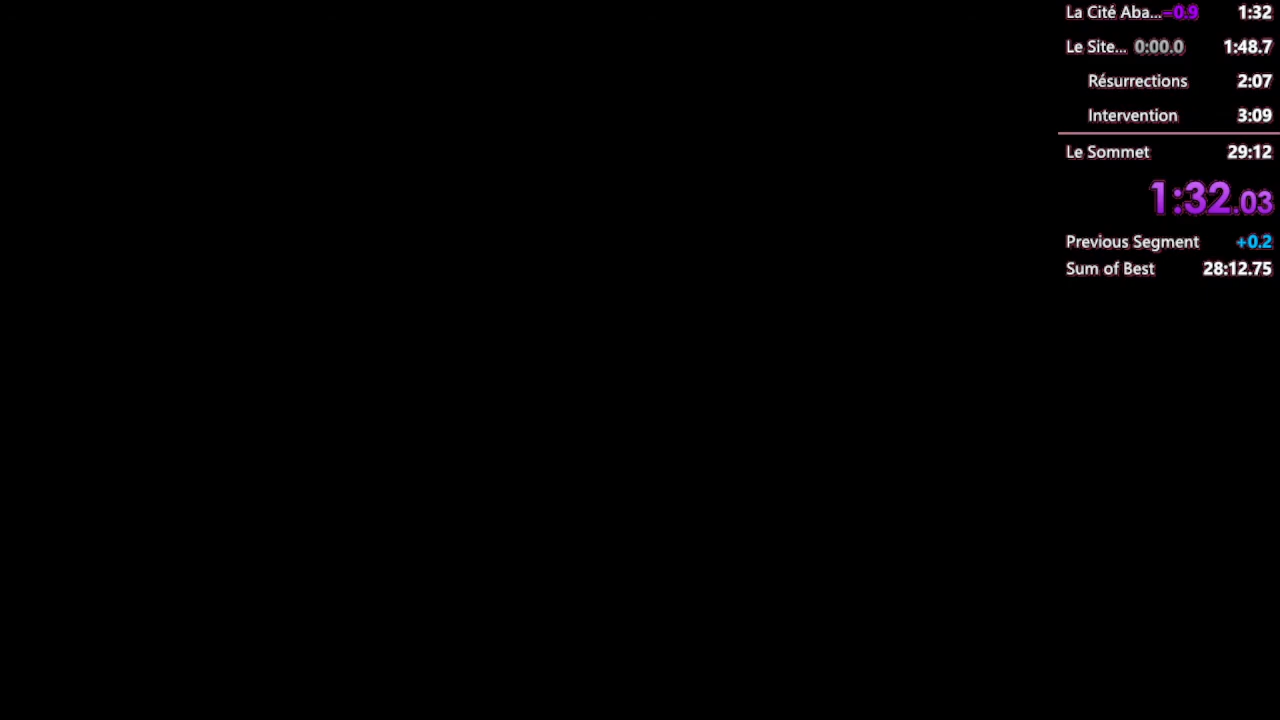 La Cité Aba...−0.9 1:32
Le Site... 0:00.0 1:48.7
Résurrections 2:07
Intervention 3:09
Le Sommet 29:12
1:32.03
Previous Segment +0.2
Sum of Best 28:12.75